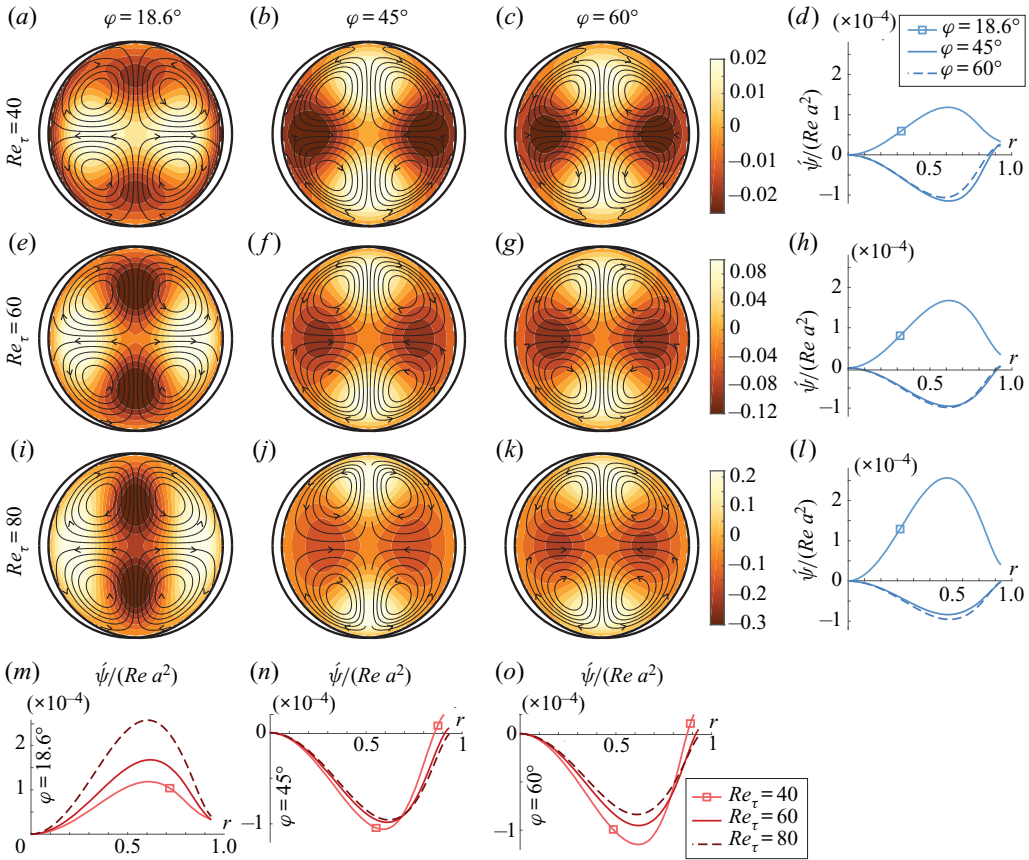 (a) φ = 18.6° (b) φ = 45° (c) φ = 60° (d) (×10⁻⁴)
φ = 18.6°
φ = 45°
φ = 60°
Re_τ = 40
0.02
0.01
0
−0.01
−0.02
ψ́/(Re a²)
2
1
0
−1
0.5
1.0
r
(e) (f) (g) (h) (×10⁻⁴)
Re_τ = 60
0.08
0.04
0
−0.04
−0.08
−0.12
ψ́/(Re a²)
2
1
0
−1
0.5
1.0
r
(i) (j) (k) (l) (×10⁻⁴)
Re_τ = 80
0.2
0.1
0
−0.1
−0.2
−0.3
ψ́/(Re a²)
2
1
0
−1
0.5
1.0
r
(m) ψ́/(Re a²) (n) ψ́/(Re a²) (o) ψ́/(Re a²)
(×10⁻⁴) (×10⁻⁴) (×10⁻⁴)
φ = 18.6°
2
1
0
0.5
1.0
r
φ = 45°
0
−1
0.5
1
r
φ = 60°
0
−1
0.5
1
r
Re_τ = 40
Re_τ = 60
Re_τ = 80